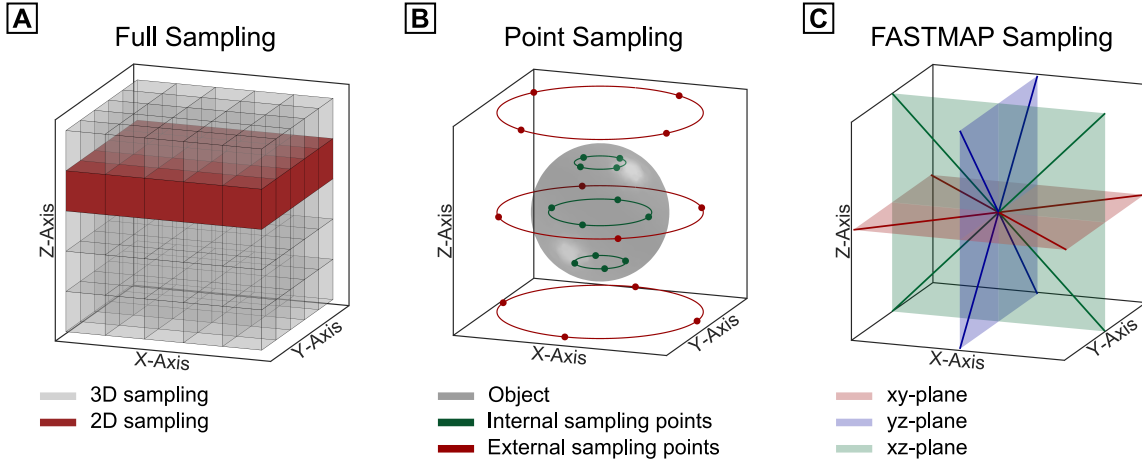 A
Full Sampling
Z-Axis
X-Axis
Y-Axis
3D sampling
2D sampling
B
Point Sampling
Z-Axis
X-Axis
Y-Axis
Object
Internal sampling points
External sampling points
C
FASTMAP Sampling
Z-Axis
X-Axis
Y-Axis
xy-plane
yz-plane
xz-plane